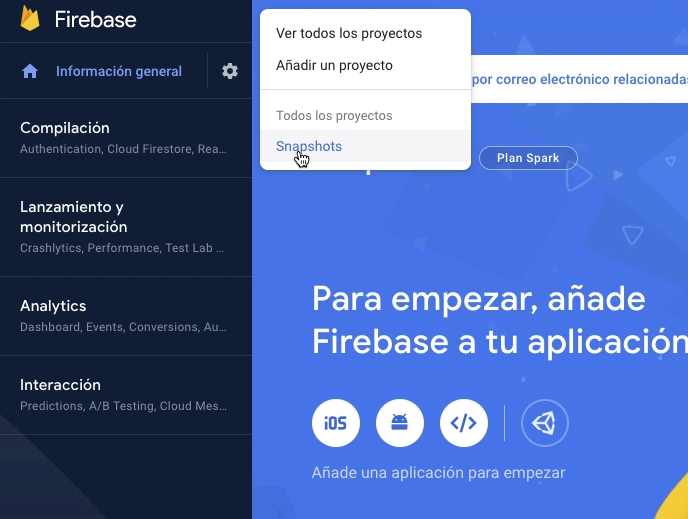 Firebase
Información general
Compilación
Authentication, Cloud Firestore, Rea...
Lanzamiento y
monitorización
Crashlytics, Performance, Test Lab ...
Analytics
Dashboard, Events, Conversions, Au...
Interacción
Predictions, A/B Testing, Cloud Mes...
Ver todos los proyectos
Añadir un proyecto
Todos los proyectos
Snapshots
por correo electrónico relacionadas
Plan Spark
Para empezar, añade
Firebase a tu aplicación
iOS
Añade una aplicación para empezar